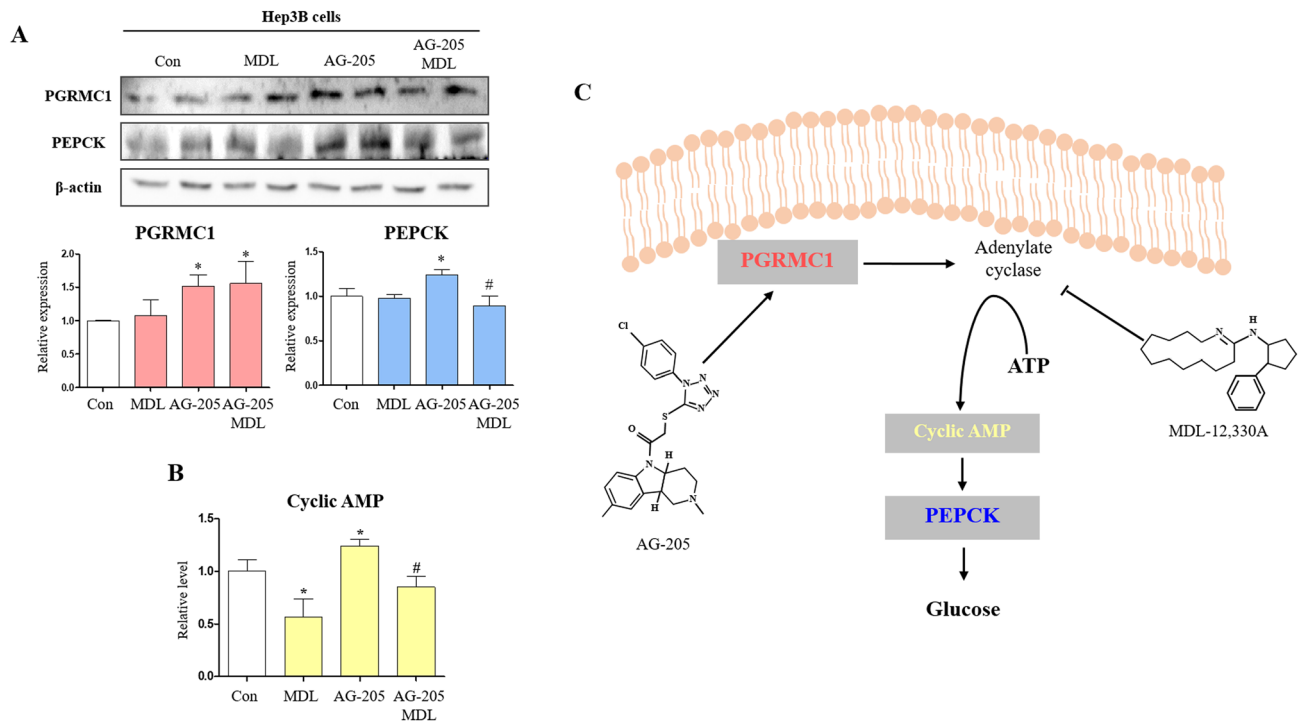 Hep3B cells
A
Con MDL AG-205 AG-205
MDL
PGRMC1
PEPCK
β-actin
PGRMC1
Relative expression
2.0
1.5
1.0
0.5
0.0
* *
Con MDL AG-205 AG-205
MDL
PEPCK
Relative expression
1.5
1.0
0.5
0.0
* #
Con MDL AG-205 AG-205
MDL
B
Cyclic AMP
Relative level
1.5
1.0
0.5
0.0
* * #
Con MDL AG-205 AG-205
MDL
C
PGRMC1
Adenylate
cyclase
ATP
Cyclic AMP
PEPCK
Glucose
Cl
N
N
N
N
S
O
N
H
H
N
AG-205
N
H
N
MDL-12,330A